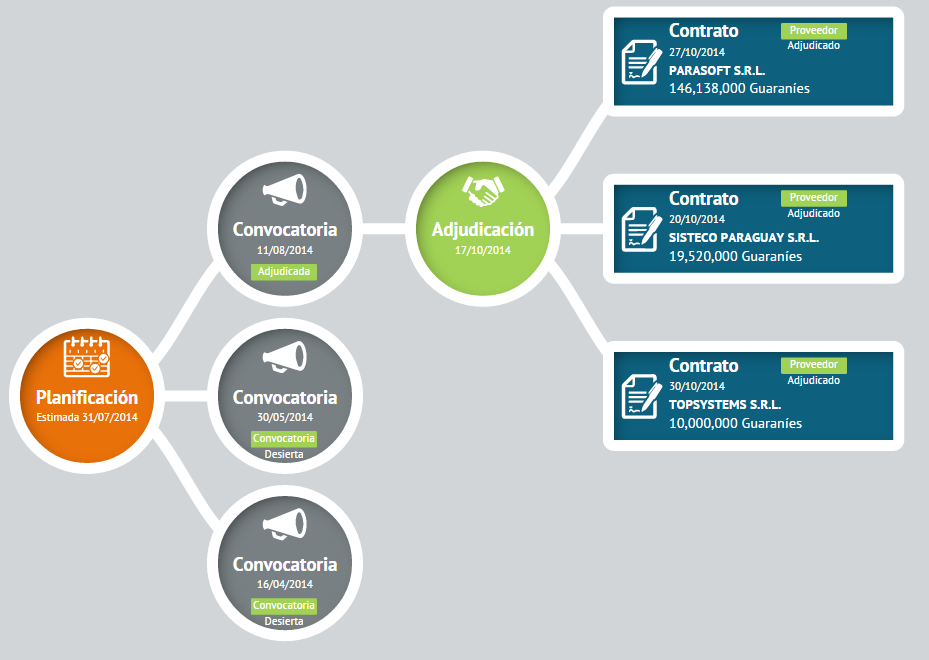 Planificación
Estimada 31/07/2014
Convocatoria
11/08/2014
Adjudicada
Convocatoria
30/05/2014
Convocatoria
Desierta
Convocatoria
16/04/2014
Convocatoria
Desierta
Adjudicación
17/10/2014
Contrato
Proveedor
Adjudicado
27/10/2014
PARASOFT S.R.L.
146,138,000 Guaraníes
Contrato
Proveedor
Adjudicado
20/10/2014
SISTECO PARAGUAY S.R.L.
19,520,000 Guaraníes
Contrato
Proveedor
Adjudicado
30/10/2014
TOPSYSTEMS S.R.L.
10,000,000 Guaraníes